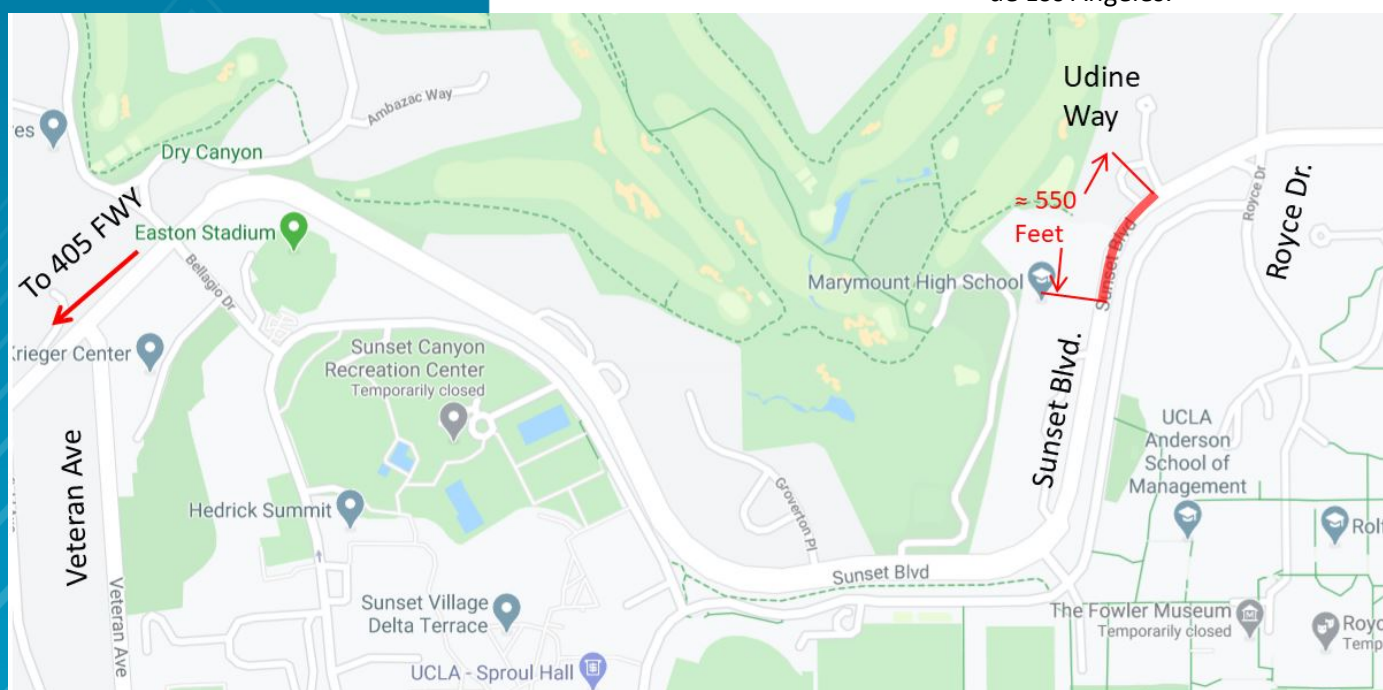 de Los Angeles.
Udine
Way
Ambazac Way
Dry Canyon
To 405 FWY
Easton Stadium
≈ 550
Feet
Royce Dr
Royce Dr.
Sunset Blvd
Bellagio Dr
Marymount High School
Krieger Center
Sunset Canyon
Recreation Center
Temporarily closed
Sunset Blvd.
UCLA
Anderson
School of
Management
Veteran Ave
Hedrick Summit
Groverton Pl
Sunset Blvd
Veteran Ave
Sunset Village
Delta Terrace
The Fowler Museum
Temporarily closed
UCLA - Sproul Hall